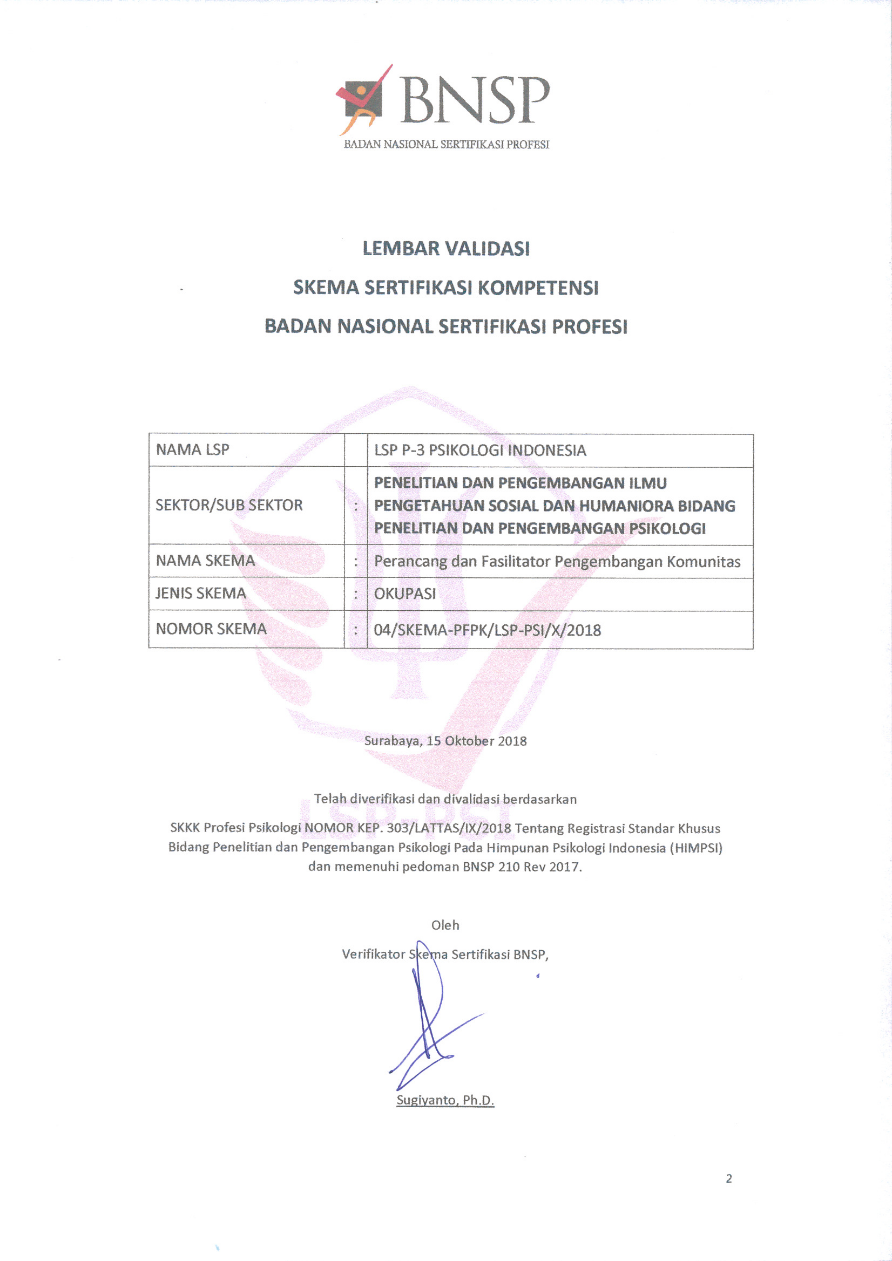 BNSP
BADAN NASIONAL SERTIFIKASI PROFESI
LEMBAR VALIDASI
SKEMA SERTIFIKASI KOMPETENSI
BADAN NASIONAL SERTIFIKASI PROFESI
NAMA LSP LSP P-3 PSIKOLOGI INDONESIA
SEKTOR/SUB SEKTOR : PENELITIAN DAN PENGEMBANGAN ILMU
PENGETAHUAN SOSIAL DAN HUMANIORA BIDANG
PENELITIAN DAN PENGEMBANGAN PSIKOLOGI
NAMA SKEMA : Perancang dan Fasilitator Pengembangan Komunitas
JENIS SKEMA : OKUPASI
NOMOR SKEMA : 04/SKEMA-PFPK/LSP-PSI/X/2018
Surabaya, 15 Oktober 2018
Telah diverifikasi dan divalidasi berdasarkan
LSP-PSI
SKKK Profesi Psikologi NOMOR KEP. 303/LATTAS/IX/2018 Tentang Registrasi Standar Khusus
Bidang Penelitian dan Pengembangan Psikologi Pada Himpunan Psikologi Indonesia (HIMPSI)
dan memenuhi pedoman BNSP 210 Rev 2017.
Oleh
Verifikator Skema Sertifikasi BNSP,
Sugiyanto, Ph.D.
2